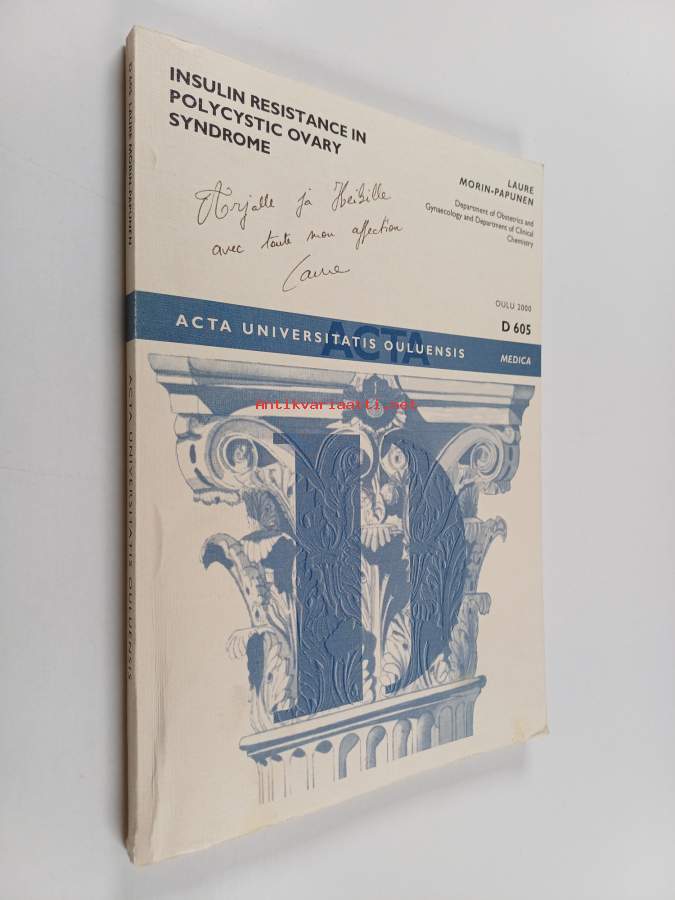 INSULIN RESISTANCE IN
POLYCYSTIC OVARY
SYNDROME
LAURE
MORIN-PAPUNEN
Department of Obstetrics and
Gynaecology and Department of Clinical
Chemistry
Arjalle ja Heikille
avec toute mon affection
Laure
OULU 2000
D 605
ACTA
ACTA UNIVERSITATIS OULUENSIS
MEDICA
Antikvariaatti.net
D
D 605 LAURE MORIN-PAPUNEN
ACTA UNIVERSITATIS OULUENSIS